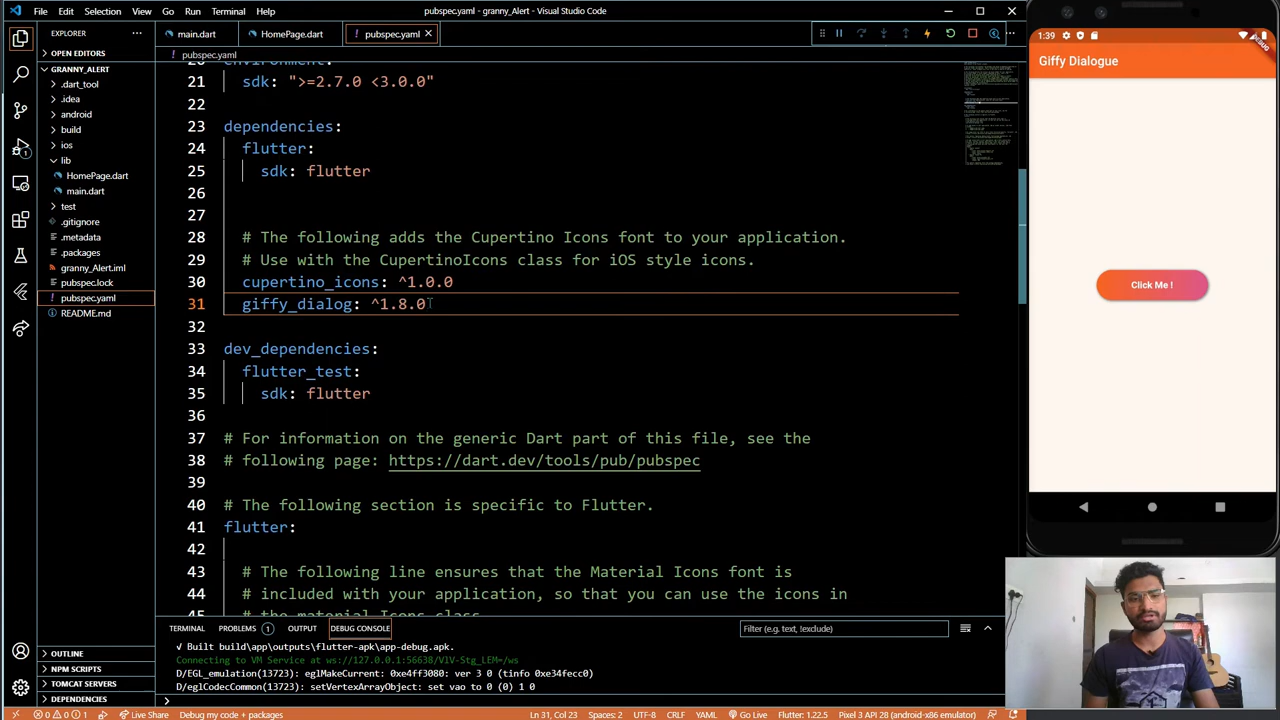 File Edit Selection View Go Run Terminal Help
pubspec.yaml - granny_Alert - Visual Studio Code
EXPLORER
OPEN EDITORS
GRANNY_ALERT
.dart_tool
.idea
android
build
ios
lib
HomePage.dart
main.dart
test
.gitignore
.metadata
.packages
granny_Alert.iml
pubspec.lock
pubspec.yaml
README.md
OUTLINE
NPM SCRIPTS
TOMCAT SERVERS
DEPENDENCIES
main.dart HomePage.dart pubspec.yaml
pubspec.yaml
20 environment:
21 sdk: ">=2.7.0 <3.0.0"
22
23 dependencies:
24 flutter:
25 sdk: flutter
26
27
28 # The following adds the Cupertino Icons font to your application.
29 # Use with the CupertinoIcons class for iOS style icons.
30 cupertino_icons: ^1.0.0
31 giffy_dialog: ^1.8.0
32
33 dev_dependencies:
34 flutter_test:
35 sdk: flutter
36
37 # For information on the generic Dart part of this file, see the
38 # following page: https://dart.dev/tools/pub/pubspec
39
40 # The following section is specific to Flutter.
41 flutter:
42
43 # The following line ensures that the Material Icons font is
44 # included with your application, so that you can use the icons in
45 # the material Icons class.
TERMINAL PROBLEMS 1 OUTPUT DEBUG CONSOLE
Filter (e.g. text, !exclude)
√ Built build\app\outputs\flutter-apk\app-debug.apk.
Connecting to VM Service at ws://127.0.0.1:56638/VlV-Stg_LEM=/ws
D/EGL_emulation(13723): eglMakeCurrent: 0xe4ff3080: ver 3 0 (tinfo 0xe34fecc0)
D/eglCodecCommon(13723): setVertexArrayObject: set vao to 0 (0) 1 0
0 0 1 Live Share Debug my code + packages
Ln 31, Col 23 Spaces: 2 UTF-8 CRLF YAML Go Live Flutter: 1.22.5 Pixel 3 API 28 (android-x86 emulator)
1:39
DEBUG
Giffy Dialogue
Click Me !